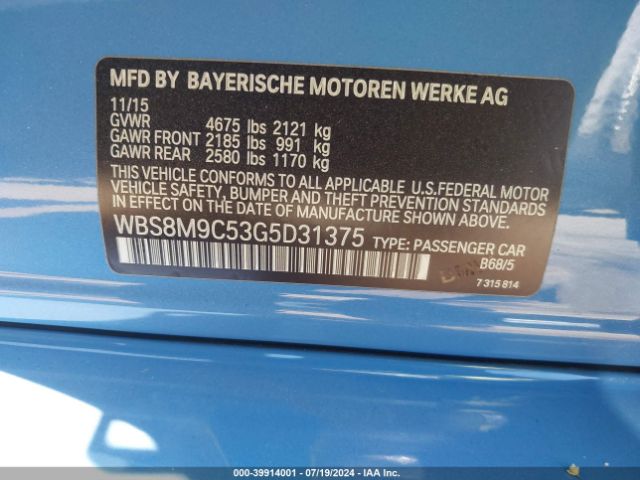 MFD BY BAYERISCHE MOTOREN WERKE AG
11/15
GVWR 4675 lbs 2121 kg
GAWR FRONT 2185 lbs 991 kg
GAWR REAR 2580 lbs 1170 kg
THIS VEHICLE CONFORMS TO ALL APPLICABLE U.S.FEDERAL MOTOR
VEHICLE SAFETY, BUMPER AND THEFT PREVENTION STANDARDS IN
EFFECT ON THE DATE OF MANUFACTURE SHOWN ABOVE.
WBS8M9C53G5D31375 TYPE: PASSENGER CAR
B68/5
7 315 814
000-39914001 - 07/19/2024 - IAA Inc.